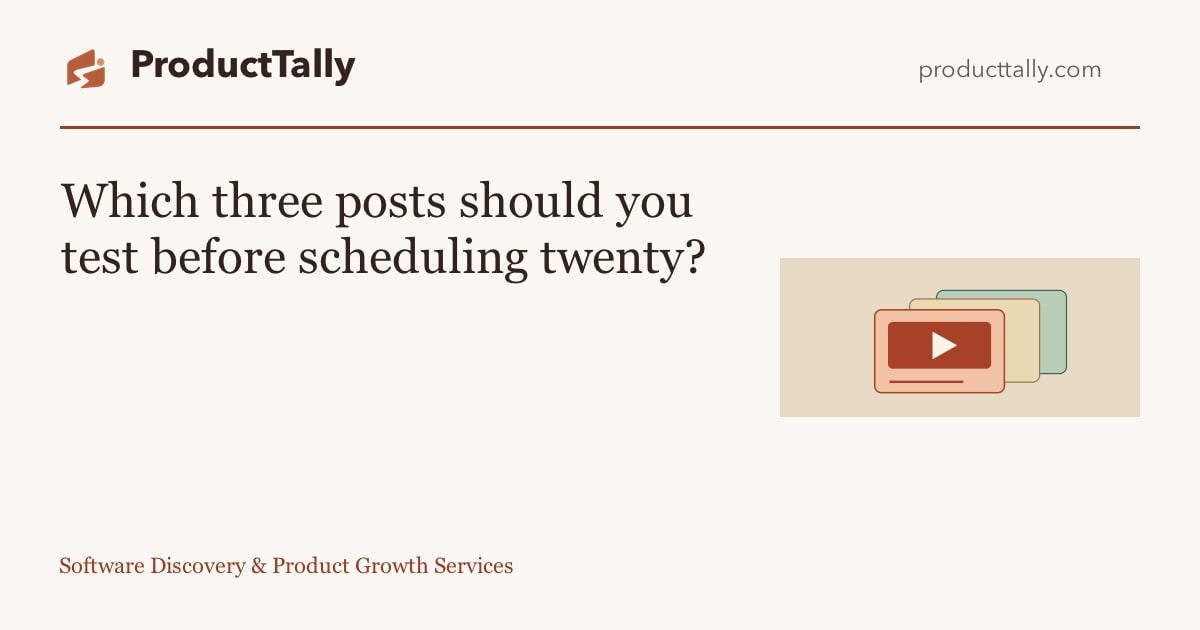 ProductTally
producttally.com
Which three posts should you
test before scheduling twenty?
Software Discovery & Product Growth Services